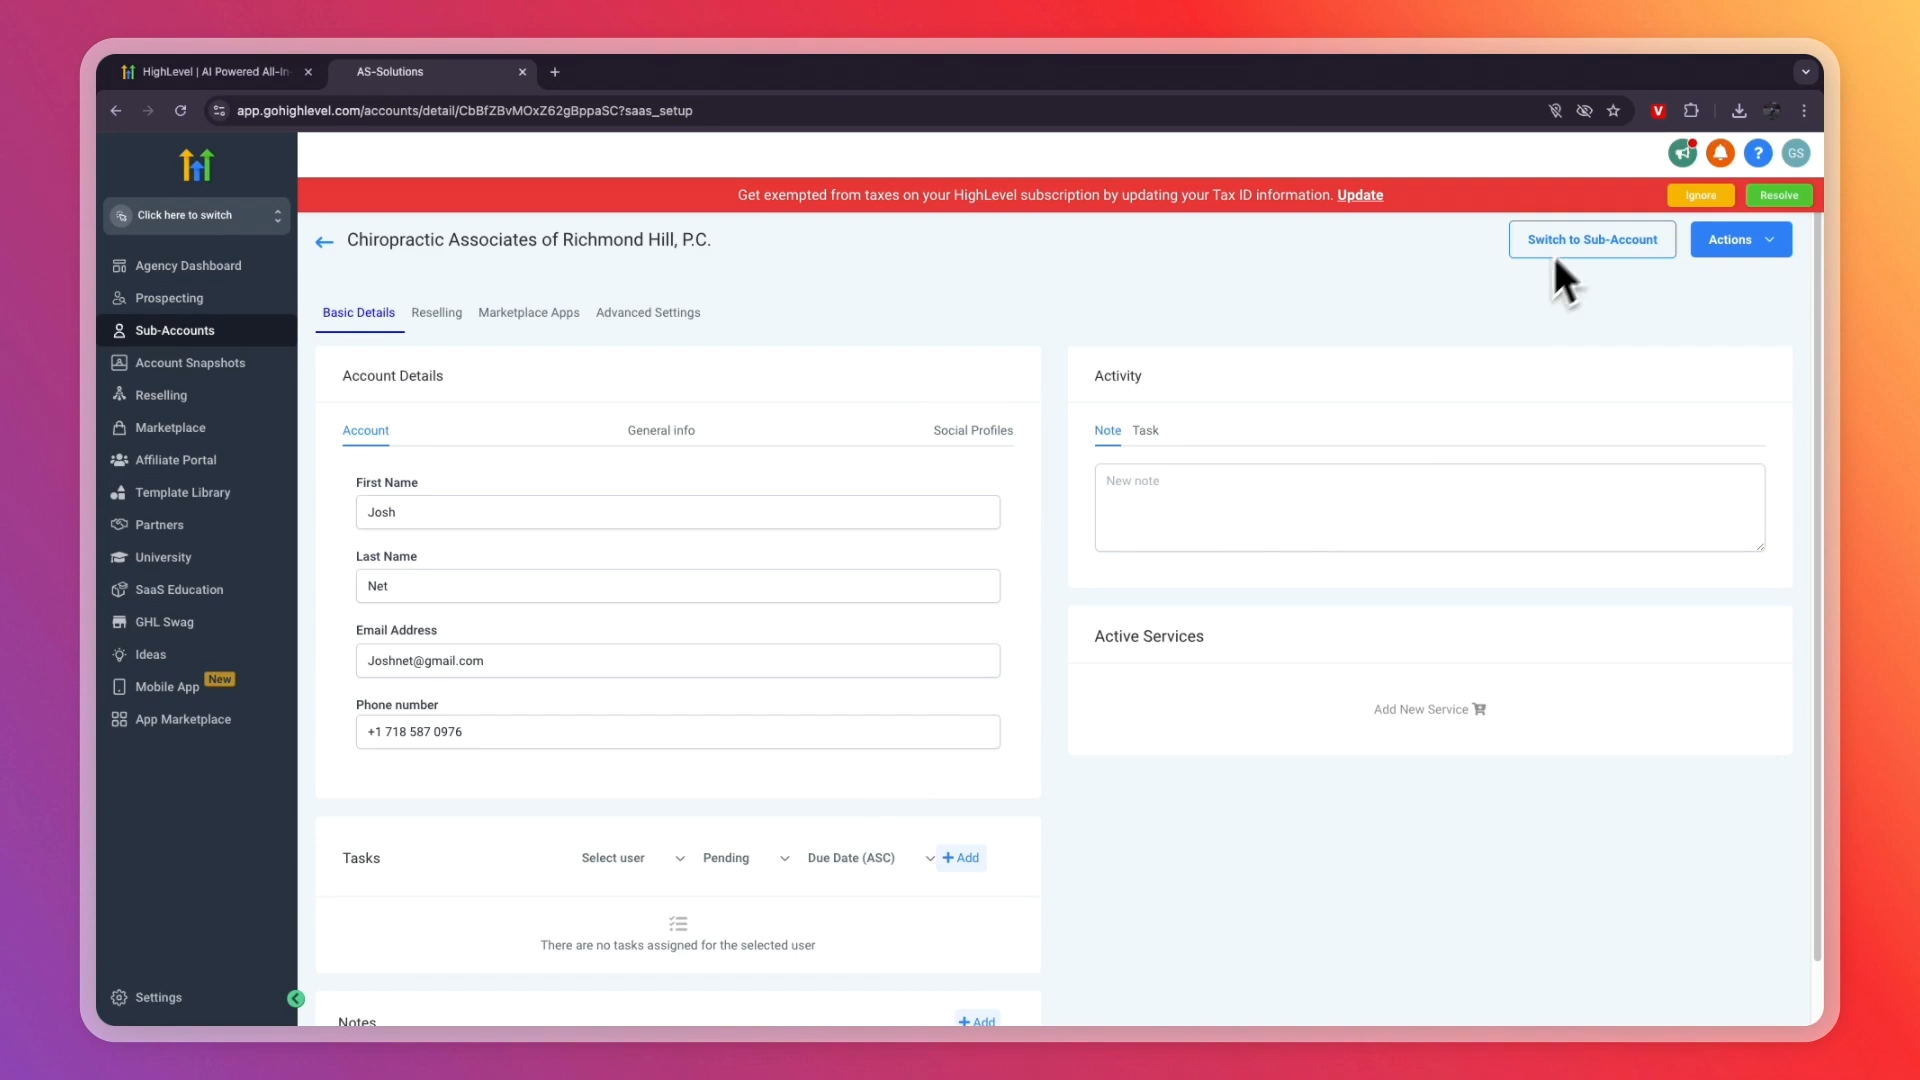 HighLevel | AI Powered All-In-
AS-Solutions
app.gohighlevel.com/accounts/detail/CbBfZBvMOxZ62gBppaSC?saas_setup
V
? GS
Get exempted from taxes on your HighLevel subscription by updating your Tax ID information. Update
Ignore
Resolve
Click here to switch
Agency Dashboard
Prospecting
Sub-Accounts
Account Snapshots
Reselling
Marketplace
Affiliate Portal
Template Library
Partners
University
SaaS Education
GHL Swag
Ideas
Mobile App New
App Marketplace
Settings
Chiropractic Associates of Richmond Hill, P.C.
Switch to Sub-Account
Actions
Basic Details Reselling Marketplace Apps Advanced Settings
Account Details
Account General info Social Profiles
First Name
Josh
Last Name
Net
Email Address
Joshnet@gmail.com
Phone number
+1 718 587 0976
Activity
Note Task
New note
Active Services
Add New Service
Tasks
Select user Pending Due Date (ASC) + Add
There are no tasks assigned for the selected user
Notes
+ Add